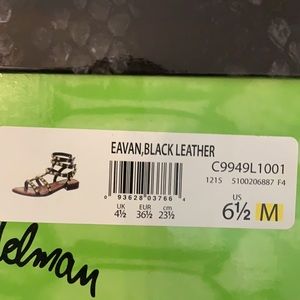 EAVAN,BLACK LEATHER
C9949L1001
1215 5100206887 F4
0 93628 03766 4
UK EUR cm
4½ 36½ 23½
US
6½ M
elman